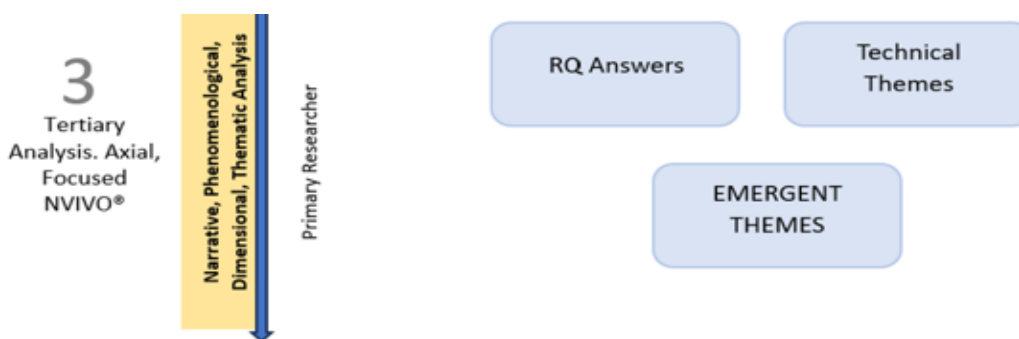 3
Tertiary
Analysis. Axial,
Focused
NVIVO®
Narrative, Phenomenological,
Dimensional, Thematic Analysis
Primary Researcher
RQ Answers
Technical
Themes
EMERGENT
THEMES